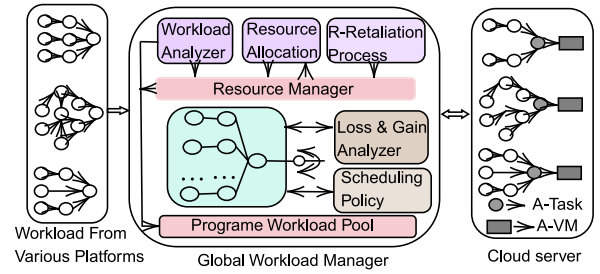 Workload
Analyzer
Resource
Allocation
R-Retaliation
Process
Resource Manager
Loss & Gain
Analyzer
Scheduling
Policy
Programe Workload Pool
A-Task
A-VM
Workload From
Various Platforms
Global Workload Manager
Cloud server